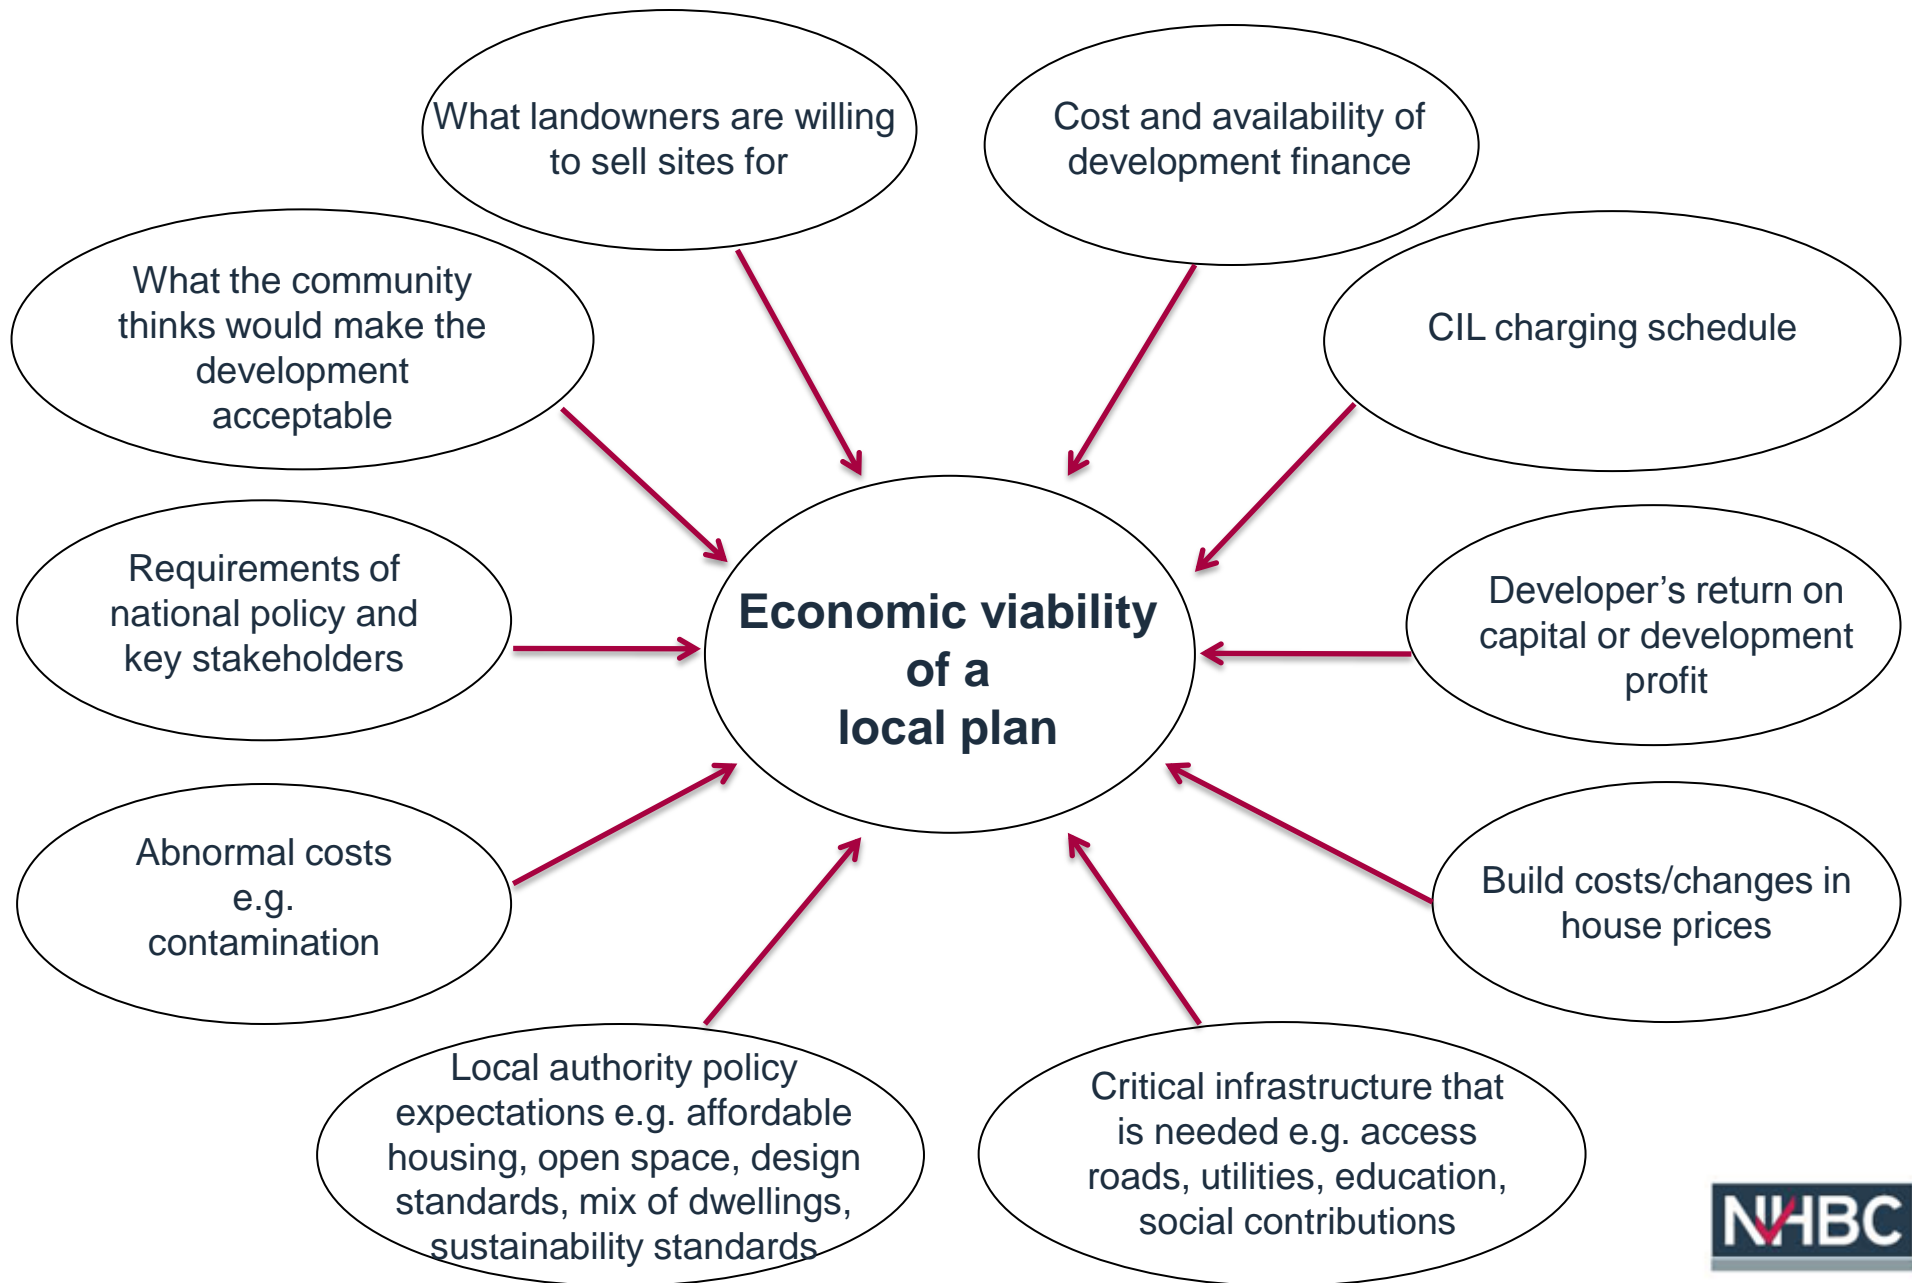 What landowners are willing
to sell sites for
Cost and availability of
development finance
What the community
thinks would make the
development
acceptable
CIL charging schedule
Requirements of
national policy and
key stakeholders
Economic viability
of a
local plan
Developer’s return on
capital or development
profit
Abnormal costs
e.g.
contamination
Build costs/changes in
house prices
Local authority policy
expectations e.g. affordable
housing, open space, design
standards, mix of dwellings,
sustainability standards
Critical infrastructure that
is needed e.g. access
roads, utilities, education,
social contributions
NHBC